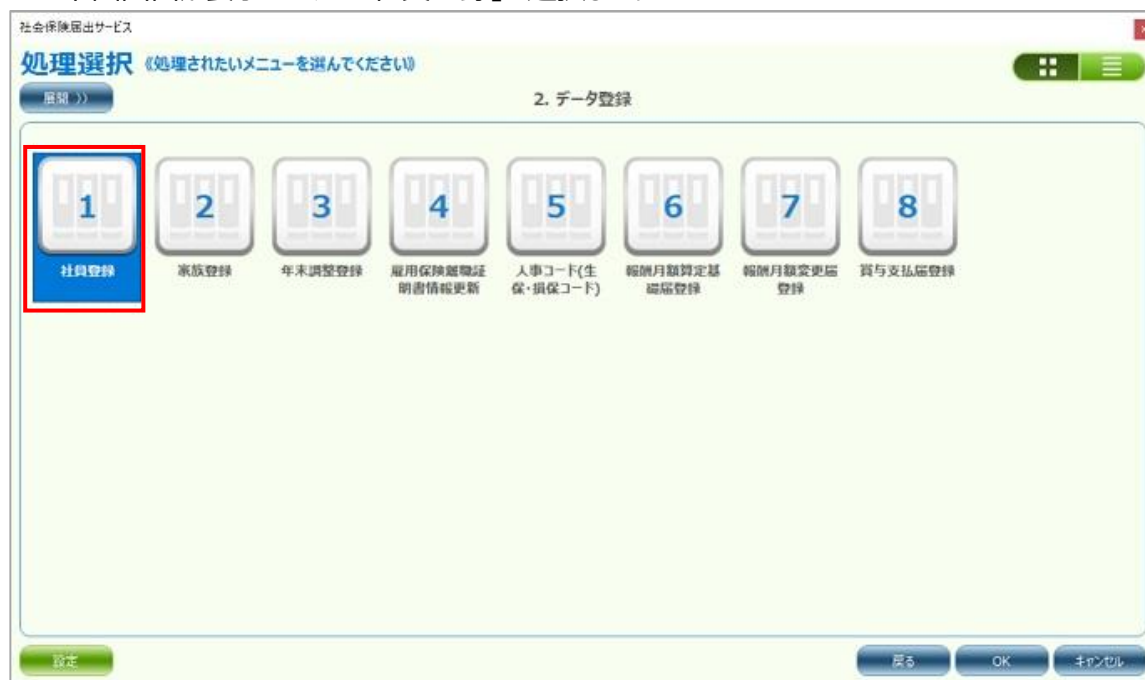 社会保険届出サービス
処理選択 《処理されたいメニューを選んでください》
展開 》
2. データ登録
1
社員登録
2
家族登録
3
年末調整登録
4
雇用保険離職証
明書情報更新
5
人事コード(生
保・損保コード)
6
報酬月額算定基
礎届登録
7
報酬月額変更届
登録
8
賞与支払届登録
設定
戻る
OK
キャンセル